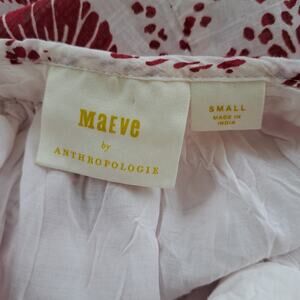 MAEVE
by
ANTHROPOLOGIE
SMALL
MADE IN
INDIA